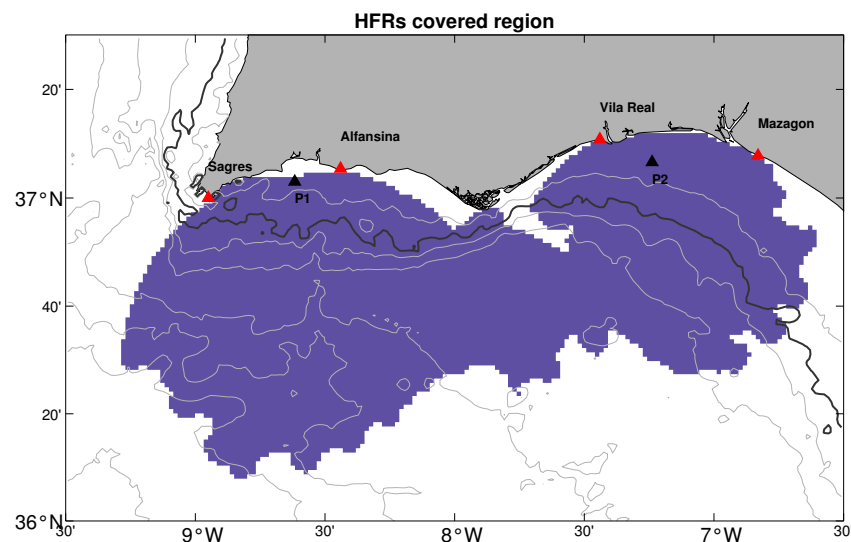 HFRs covered region
20'
Vila Real
Mazagon
Alfansina
Sagres
P2
37°N
P1
40'
20'
36°N
30'
9°W
30'
8°W
30'
7°W
30'